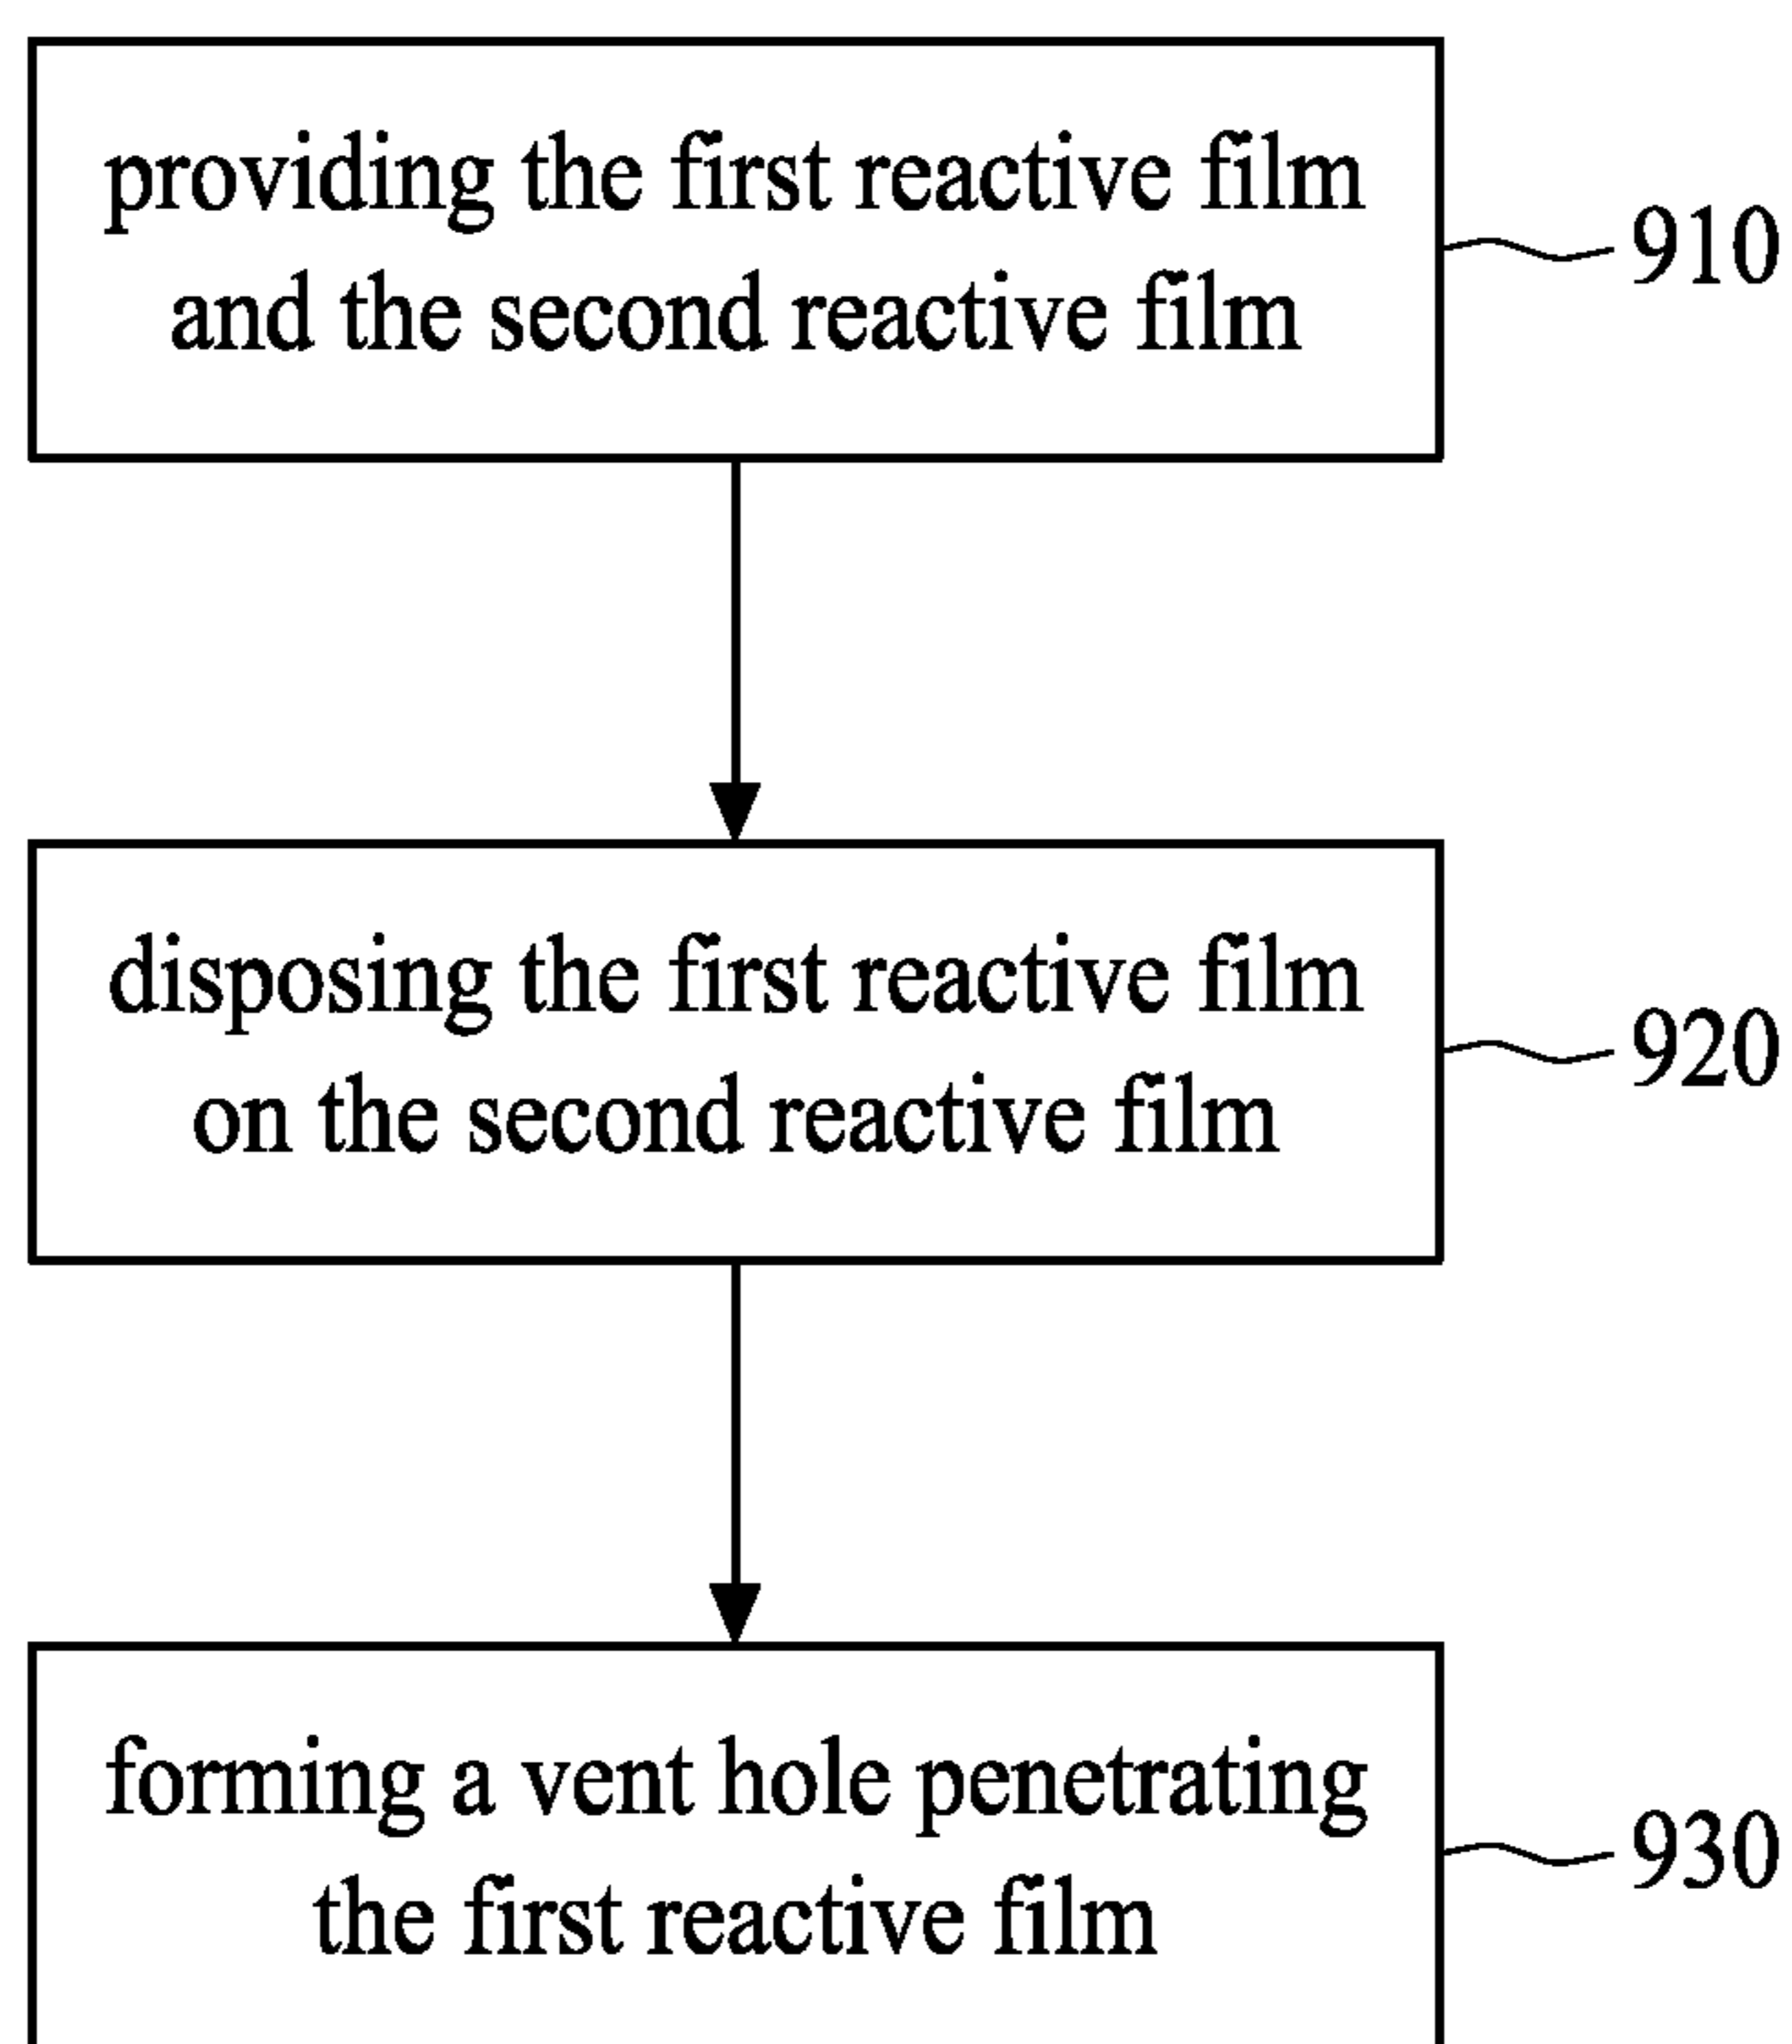 providing the first reactive film
and the second reactive film
910
disposing the first reactive film
on the second reactive film
920
forming a vent hole penetrating
the first reactive film
930